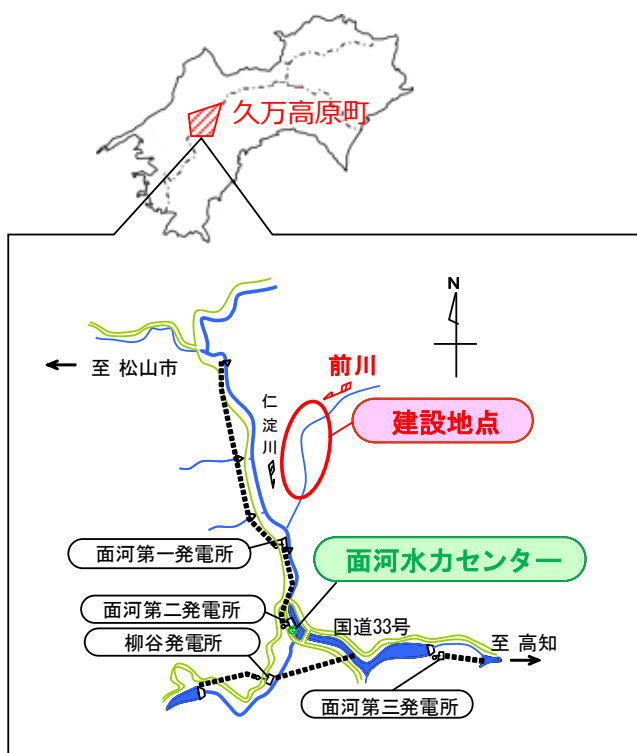 久万高原町
N
至 松山市
前川
仁淀川
建設地点
面河第一発電所
面河水力センター
面河第二発電所
国道33号
柳谷発電所
至 高知
面河第三発電所